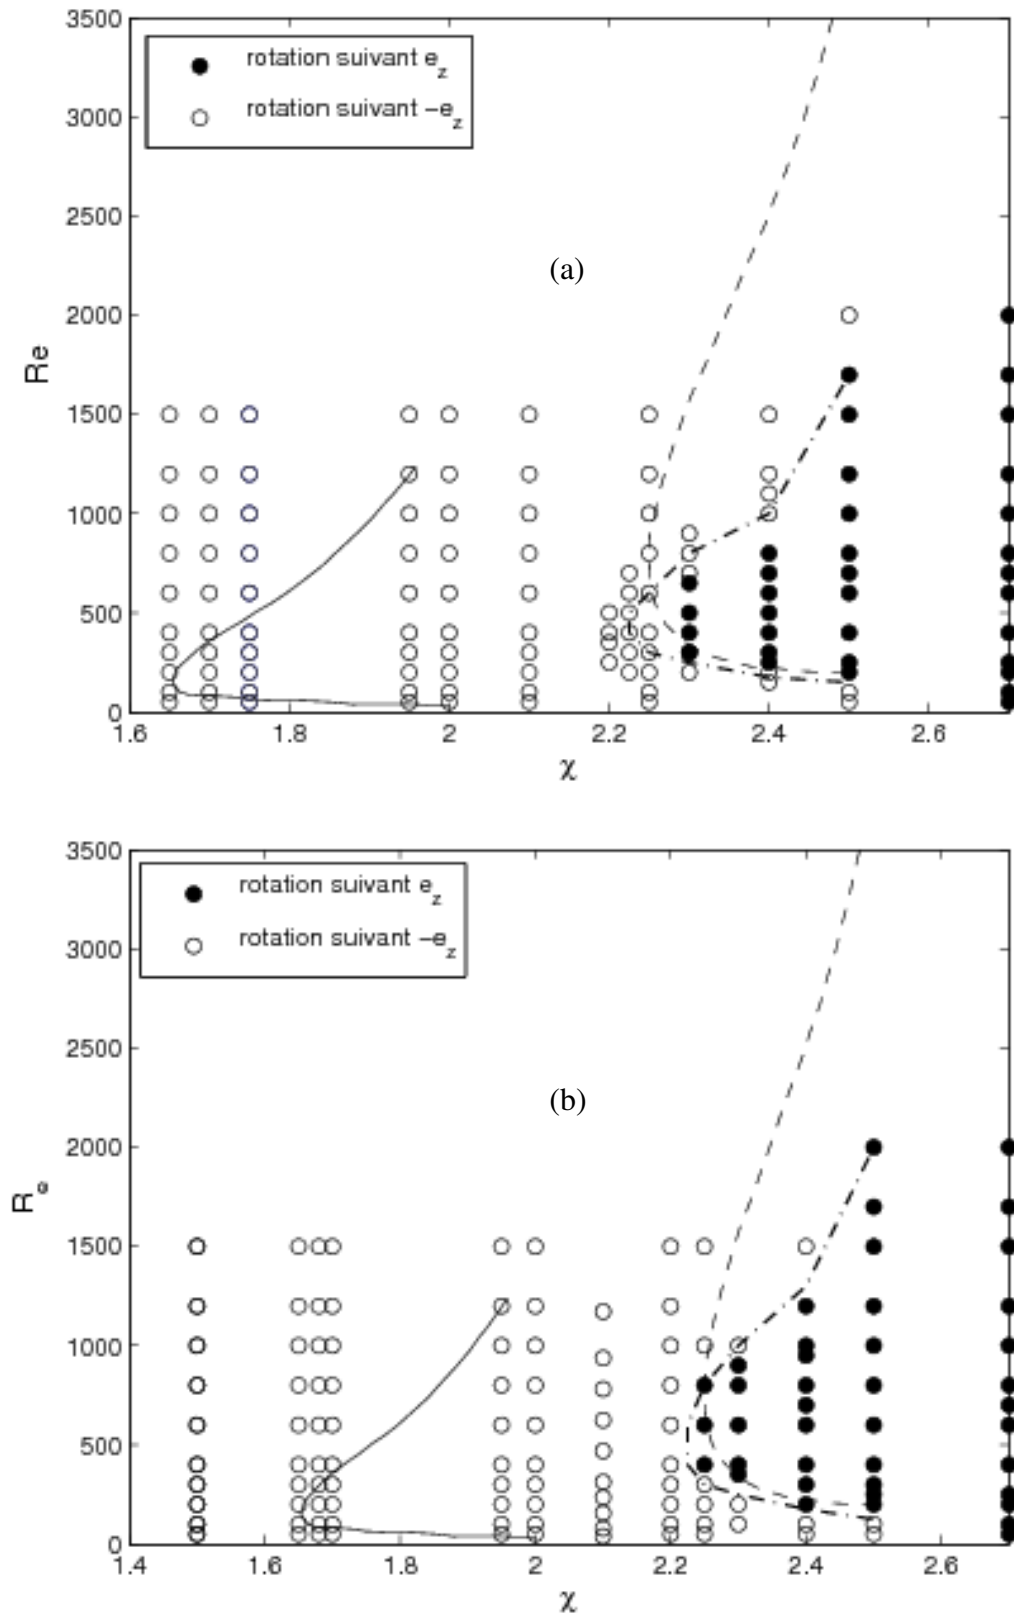 3500
rotation suivant e_z
rotation suivant −e_z
3000
2500
(a)
2000
Re
1500
1000
500
0
1.6 1.8 2 2.2 2.4 2.6
χ
3500
rotation suivant e_z
rotation suivant −e_z
3000
2500
(b)
2000
R_e
1500
1000
500
0
1.4 1.6 1.8 2 2.2 2.4 2.6
χ